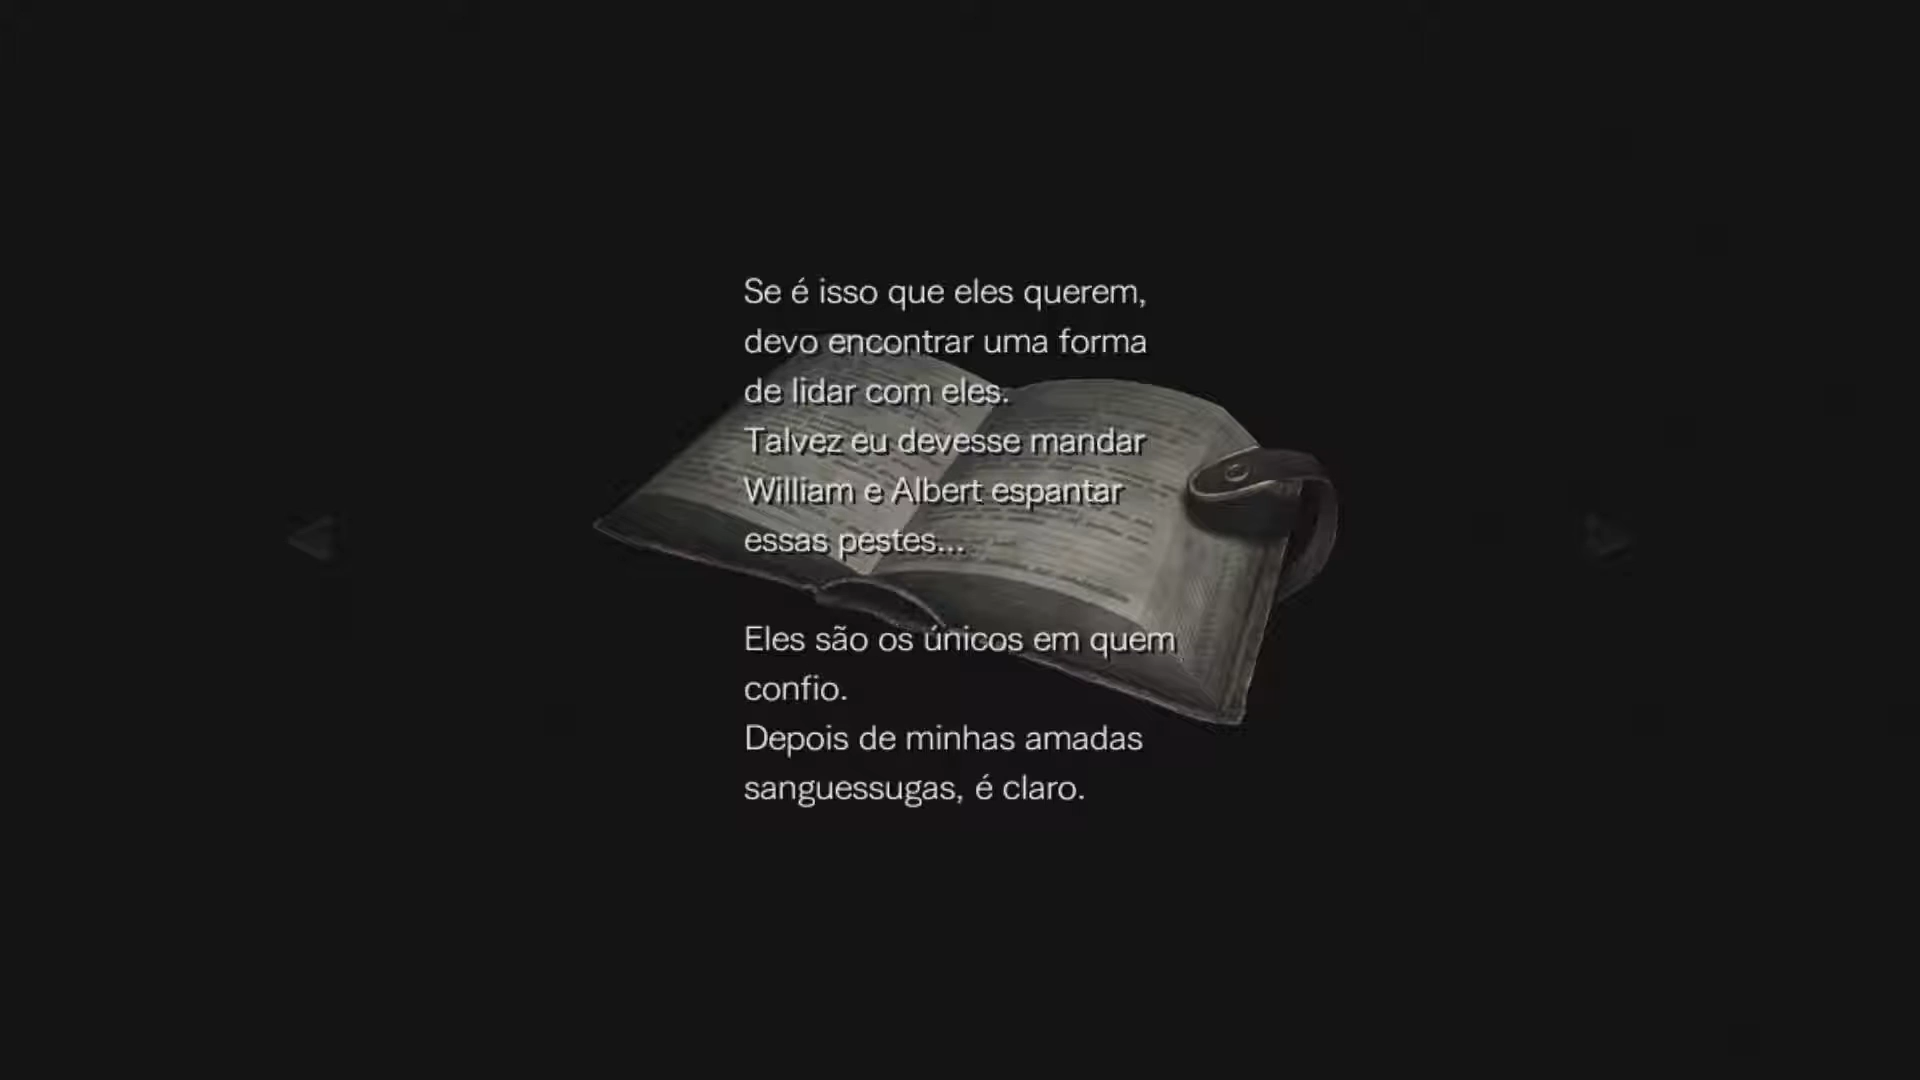 Se é isso que eles querem,
devo encontrar uma forma
de lidar com eles.
Talvez eu devesse mandar
William e Albert espantar
essas pestes...
Eles são os únicos em quem
confio.
Depois de minhas amadas
sanguessugas, é claro.